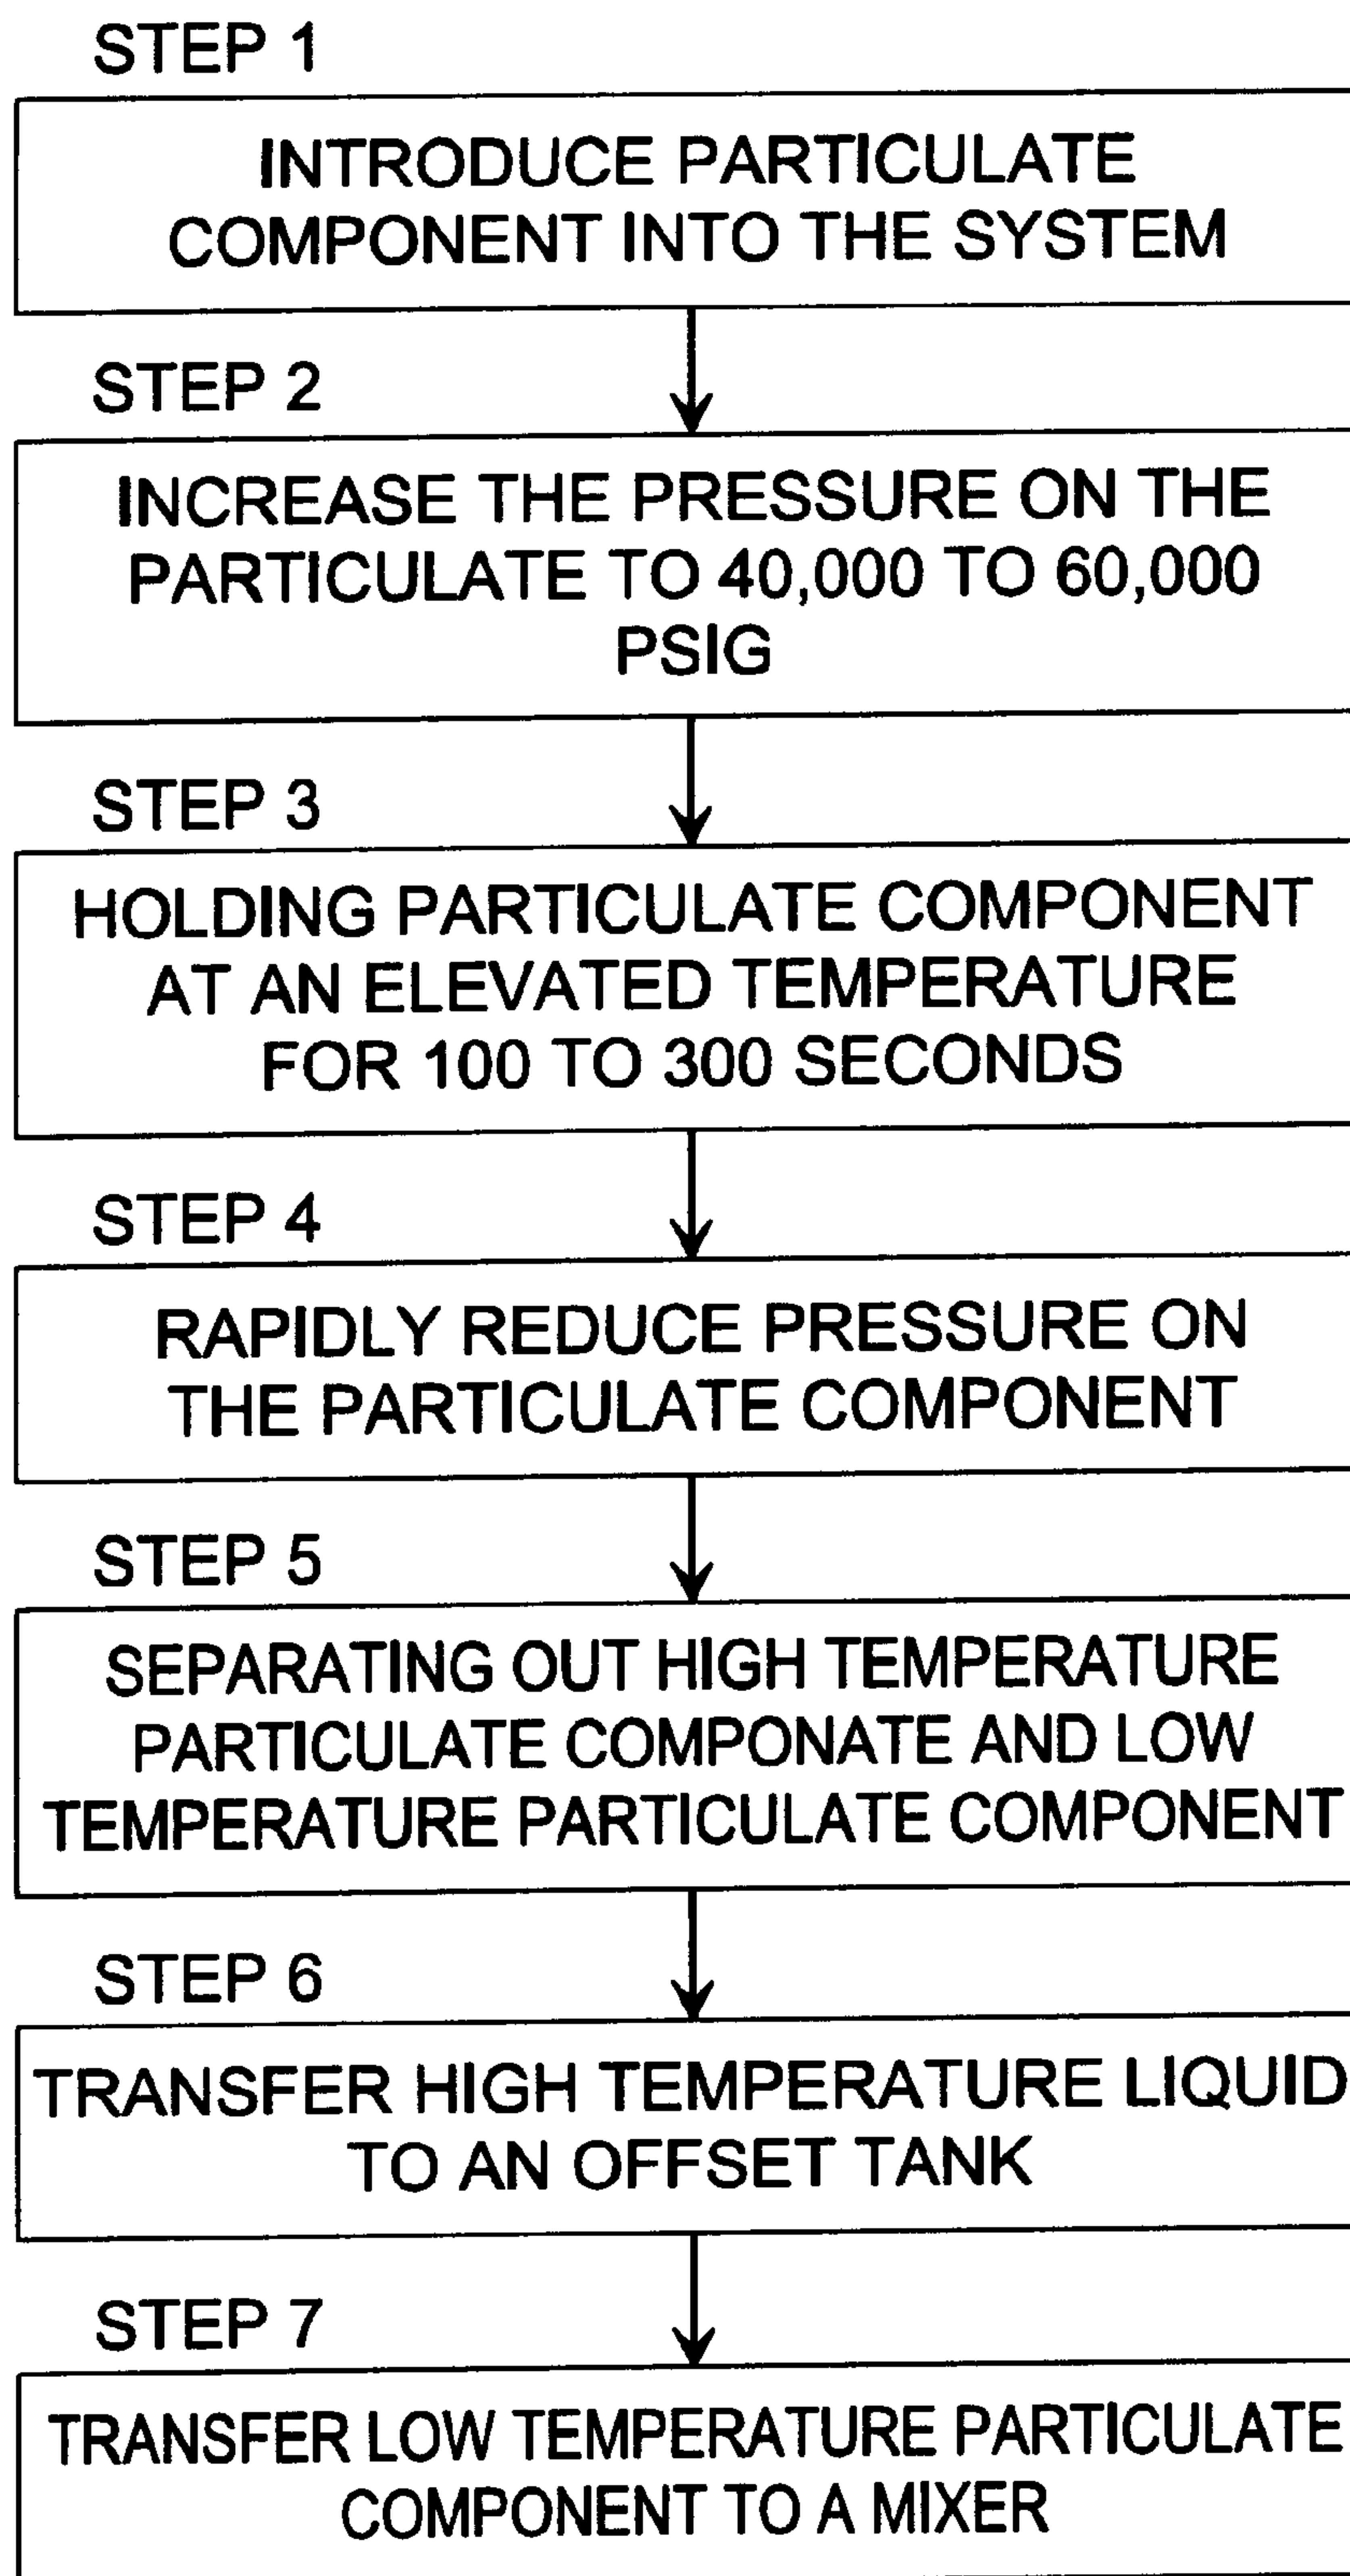 STEP 1
INTRODUCE PARTICULATE
COMPONENT INTO THE SYSTEM
STEP 2
INCREASE THE PRESSURE ON THE
PARTICULATE TO 40,000 TO 60,000
PSIG
STEP 3
HOLDING PARTICULATE COMPONENT
AT AN ELEVATED TEMPERATURE
FOR 100 TO 300 SECONDS
STEP 4
RAPIDLY REDUCE PRESSURE ON
THE PARTICULATE COMPONENT
STEP 5
SEPARATING OUT HIGH TEMPERATURE
PARTICULATE COMPONATE AND LOW
TEMPERATURE PARTICULATE COMPONENT
STEP 6
TRANSFER HIGH TEMPERATURE LIQUID
TO AN OFFSET TANK
STEP 7
TRANSFER LOW TEMPERATURE PARTICULATE
COMPONENT TO A MIXER